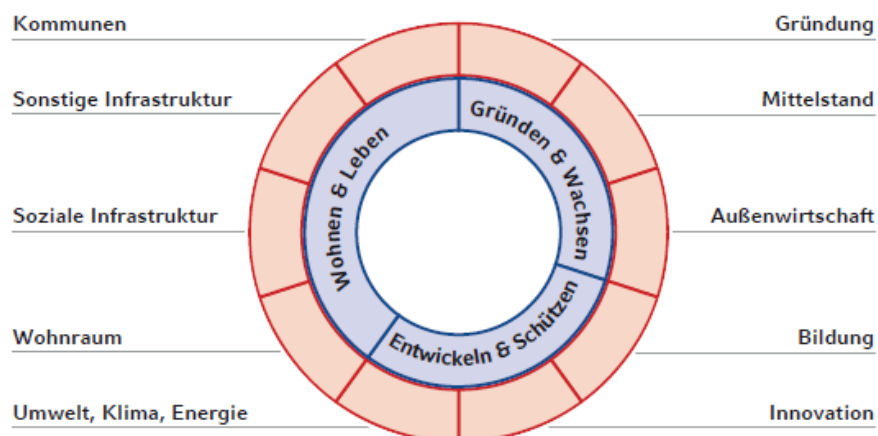 Kommunen
Gründung
Sonstige Infrastruktur
Mittelstand
Soziale Infrastruktur
Außenwirtschaft
Wohnraum
Bildung
Umwelt, Klima, Energie
Innovation
Gründen & Wachsen
Entwickeln & Schützen
Wohnen & Leben